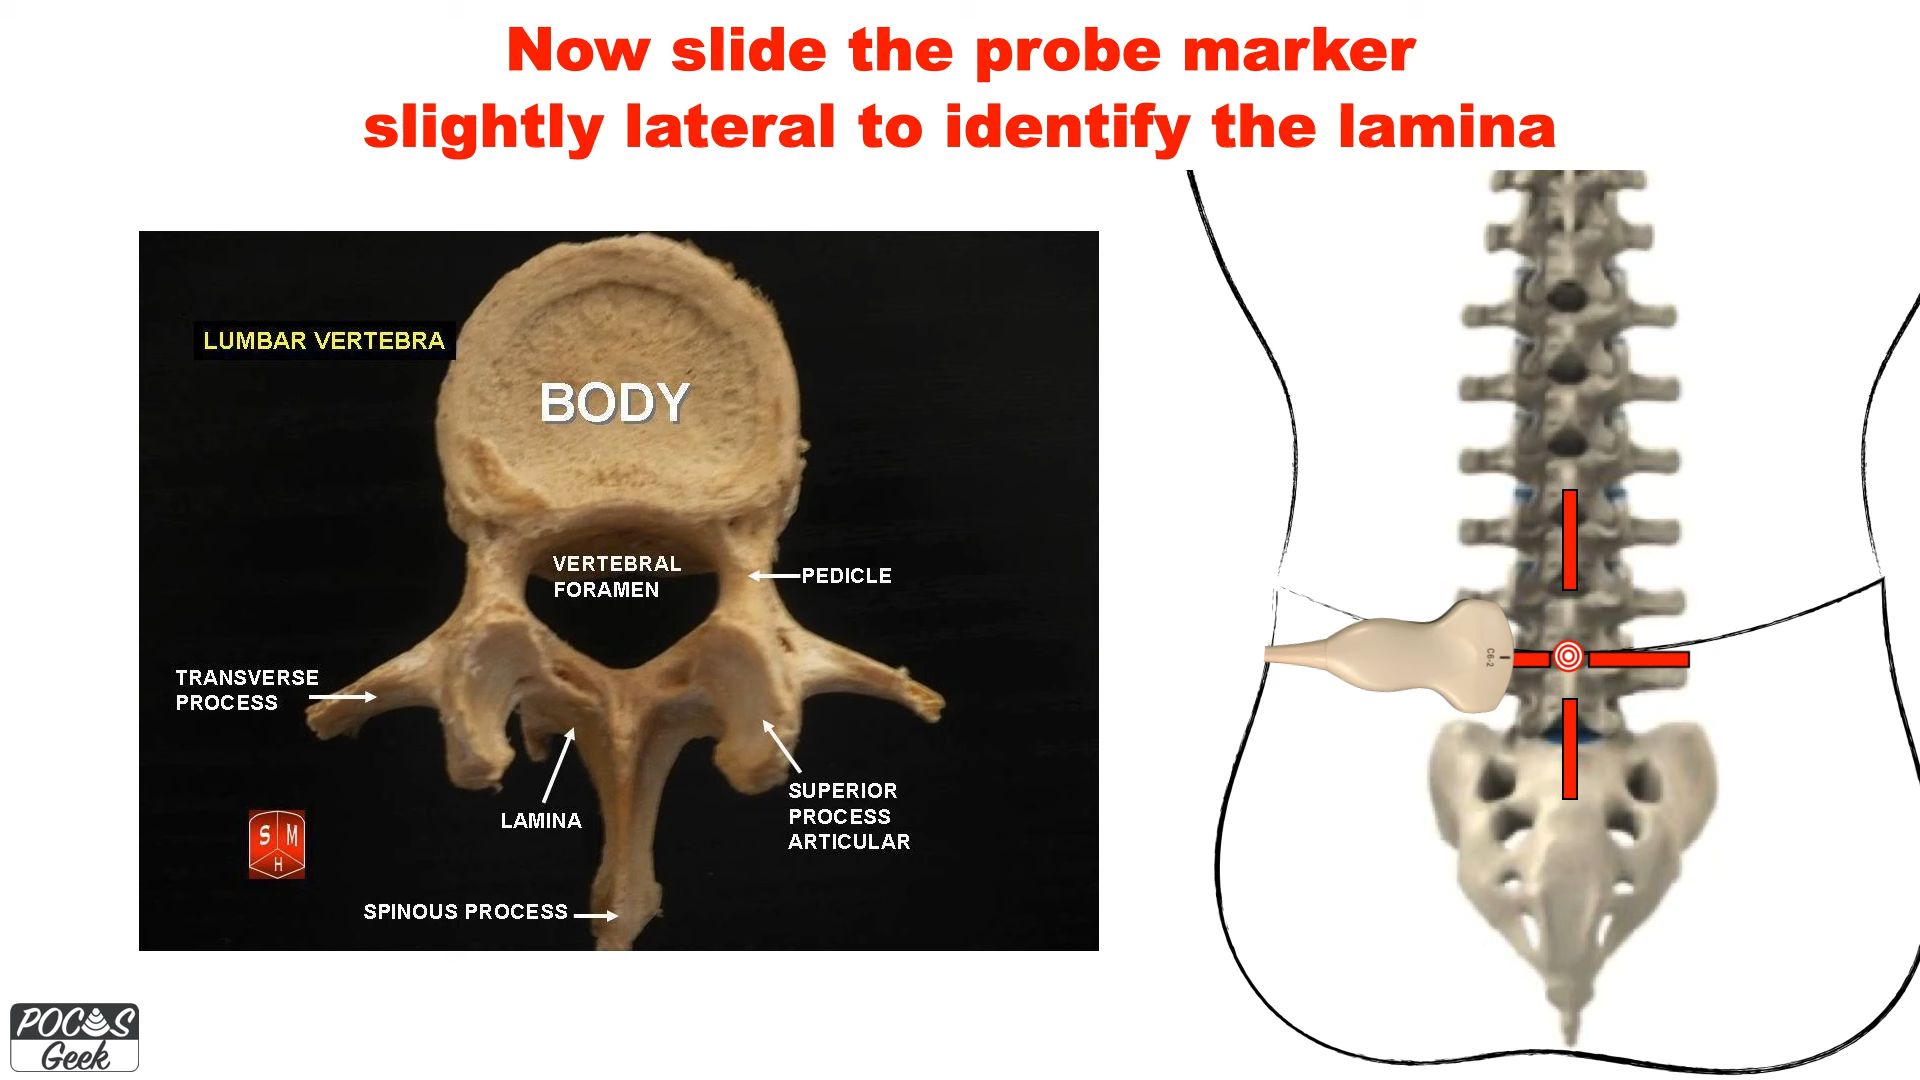 Now slide the probe marker
slightly lateral to identify the lamina
LUMBAR VERTEBRA
BODY
VERTEBRAL
FORAMEN
PEDICLE
TRANSVERSE
PROCESS
LAMINA
SUPERIOR
PROCESS
ARTICULAR
SPINOUS PROCESS
S M
H
C6-2
POCUS
Geek